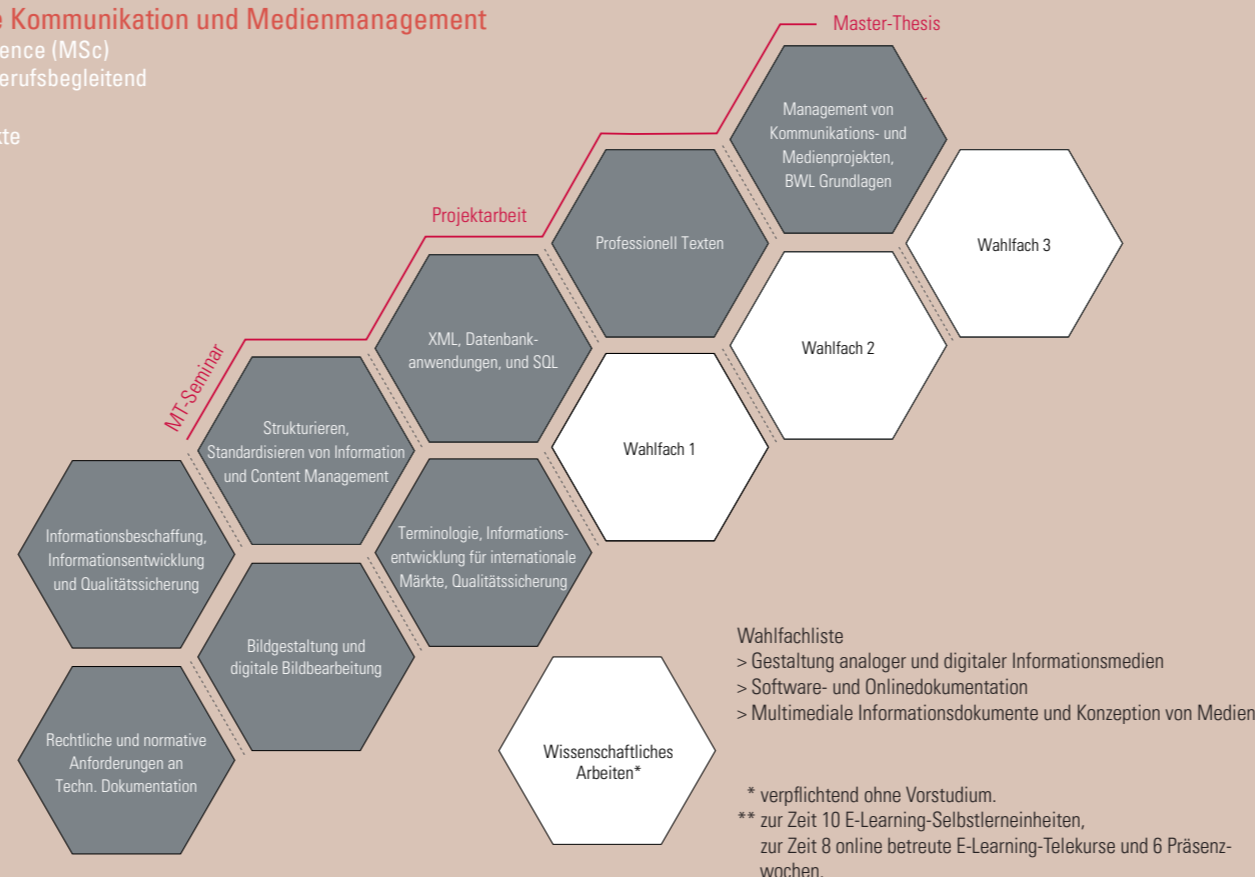 e Kommunikation und Medienmanagement
ence (MSc)
erufsbegleitend
kte
Master-Thesis
Management von
Kommunikations- und
Medienprojekten,
BWL Grundlagen
Projektarbeit
Professionell Texten
Wahlfach 3
XML, Datenbank-
anwendungen, und SQL
Wahlfach 2
MT-Seminar
Strukturieren,
Standardisieren von Information
und Content Management
Wahlfach 1
Informationsbeschaffung,
Informationsentwicklung
und Qualitätssicherung
Terminologie, Informations-
entwicklung für internationale
Märkte, Qualitätssicherung
Bildgestaltung und
digitale Bildbearbeitung
Rechtliche und normative
Anforderungen an
Techn. Dokumentation
Wissenschaftliches
Arbeiten*
Wahlfachliste
> Gestaltung analoger und digitaler Informationsmedien
> Software- und Onlinedokumentation
> Multimediale Informationsdokumente und Konzeption von Medien
* verpflichtend ohne Vorstudium.
** zur Zeit 10 E-Learning-Selbstlerneinheiten,
zur Zeit 8 online betreute E-Learning-Telekurse und 6 Präsenz-
wochen.